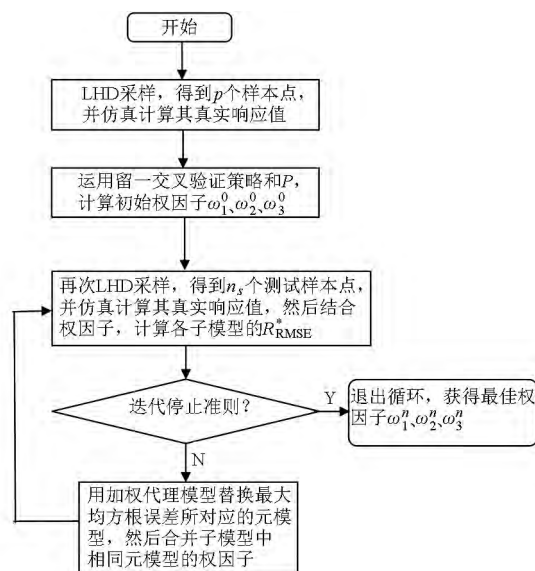 开始
LHD采样，得到p个样本点，
并仿真计算其真实响应值
运用留一交叉验证策略和P，
计算初始权因子ω₁⁰、ω₂⁰、ω₃⁰
再次LHD采样，得到nₛ个测试样本点，
并仿真计算其真实响应值，然后结合
权因子，计算各子模型的R*RMSE
迭代停止准则？
Y
退出循环，获得最佳权
因子ω₁ⁿ、ω₂ⁿ、ω₃ⁿ
N
用加权代理模型替换最大
均方根误差所对应的元模
型，然后合并子模型中
相同元模型的权因子